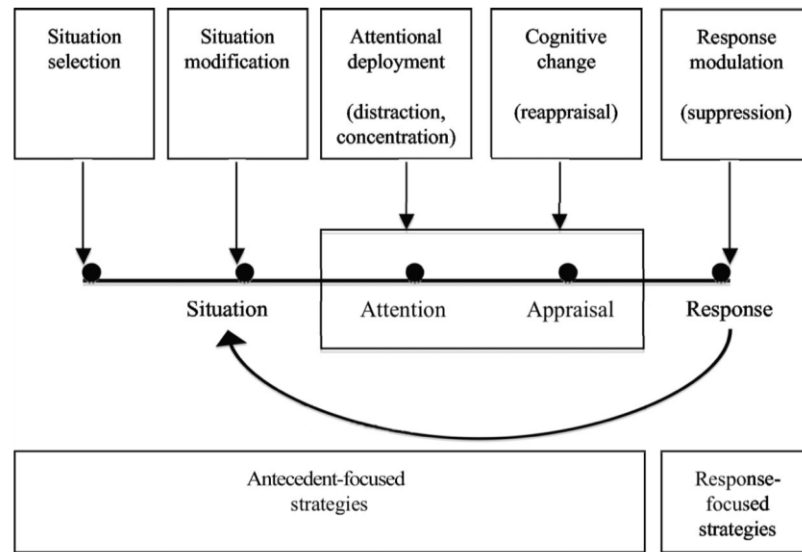 Situation
selection
Situation
modification
Attentional
deployment
(distraction,
concentration)
Cognitive
change
(reappraisal)
Response
modulation
(suppression)
Situation
Attention
Appraisal
Response
Antecedent-focused
strategies
Response-
focused
strategies